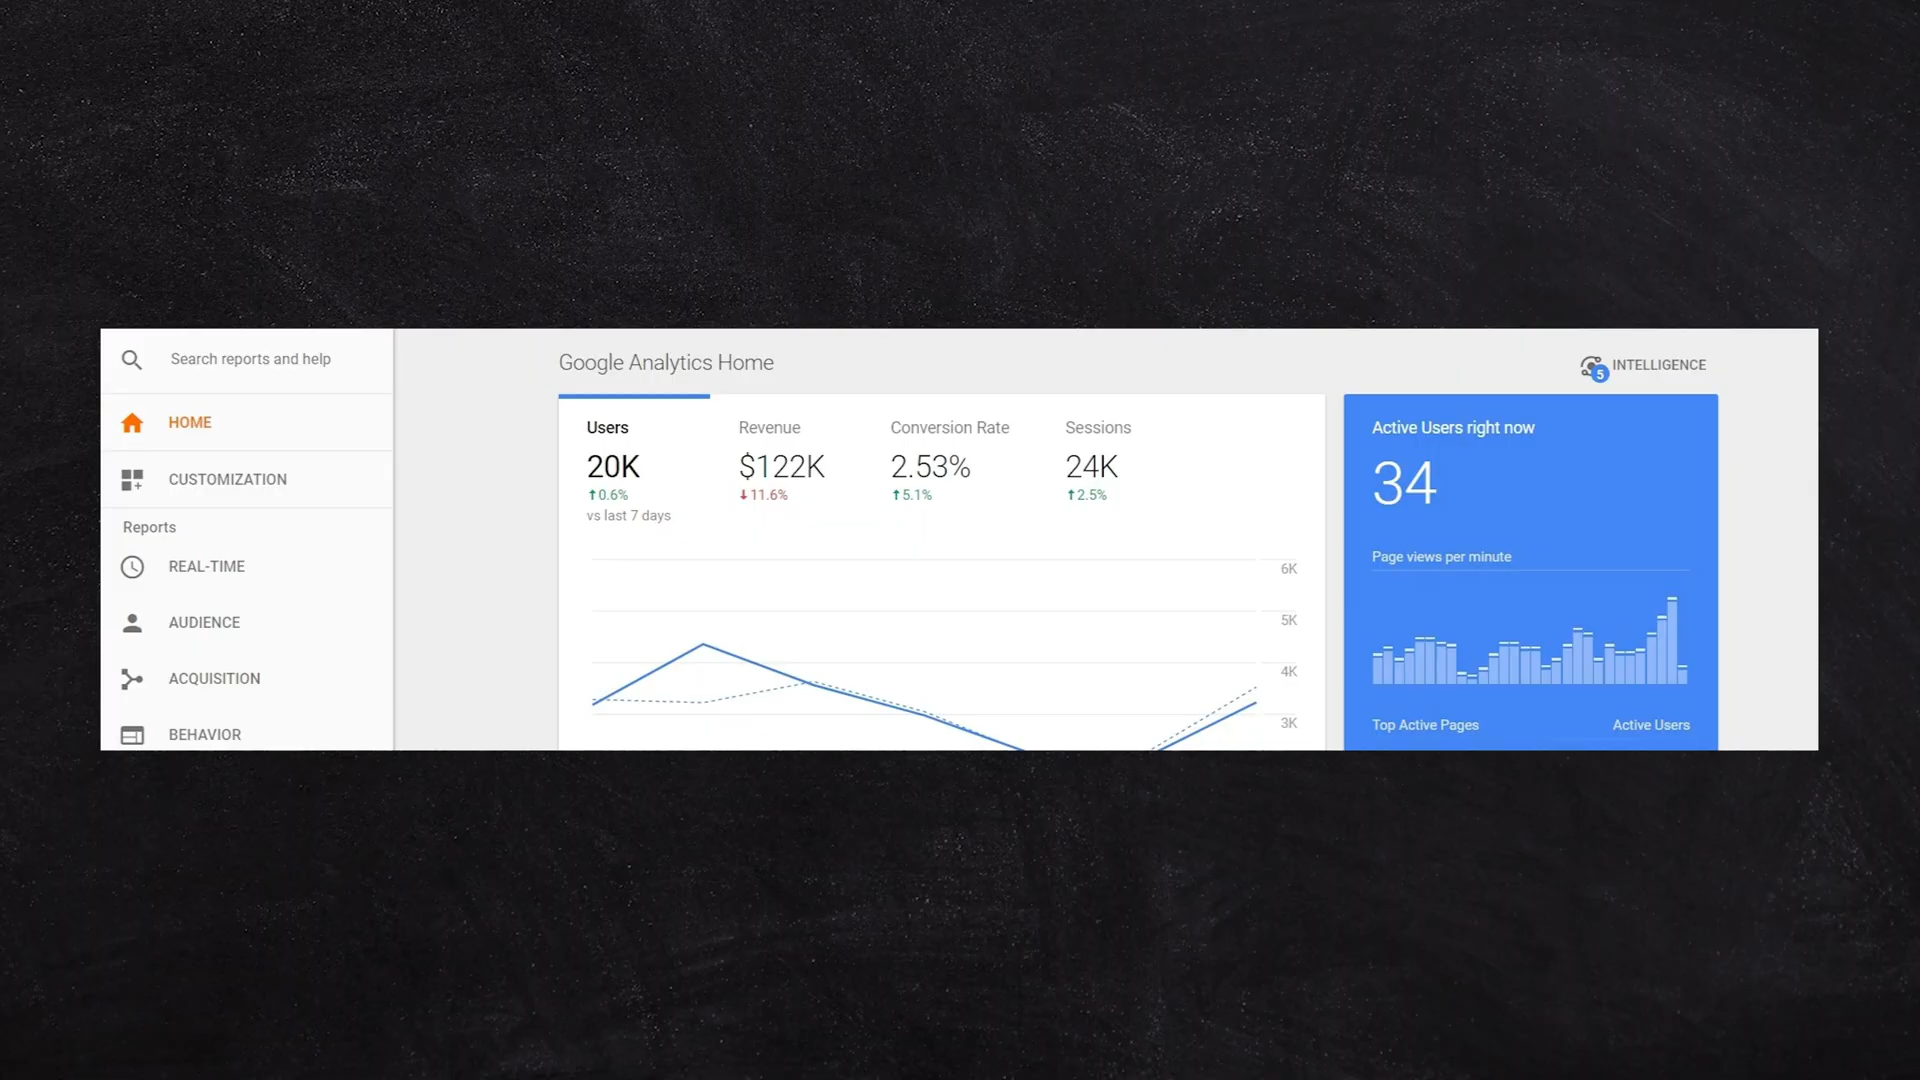 Search reports and help
HOME
CUSTOMIZATION
Reports
REAL-TIME
AUDIENCE
ACQUISITION
BEHAVIOR
Google Analytics Home
5 INTELLIGENCE
Users
20K
↑0.6%
vs last 7 days
Revenue
$122K
↓11.6%
Conversion Rate
2.53%
↑5.1%
Sessions
24K
↑2.5%
6K
5K
4K
3K
Active Users right now
34
Page views per minute
Top Active Pages Active Users